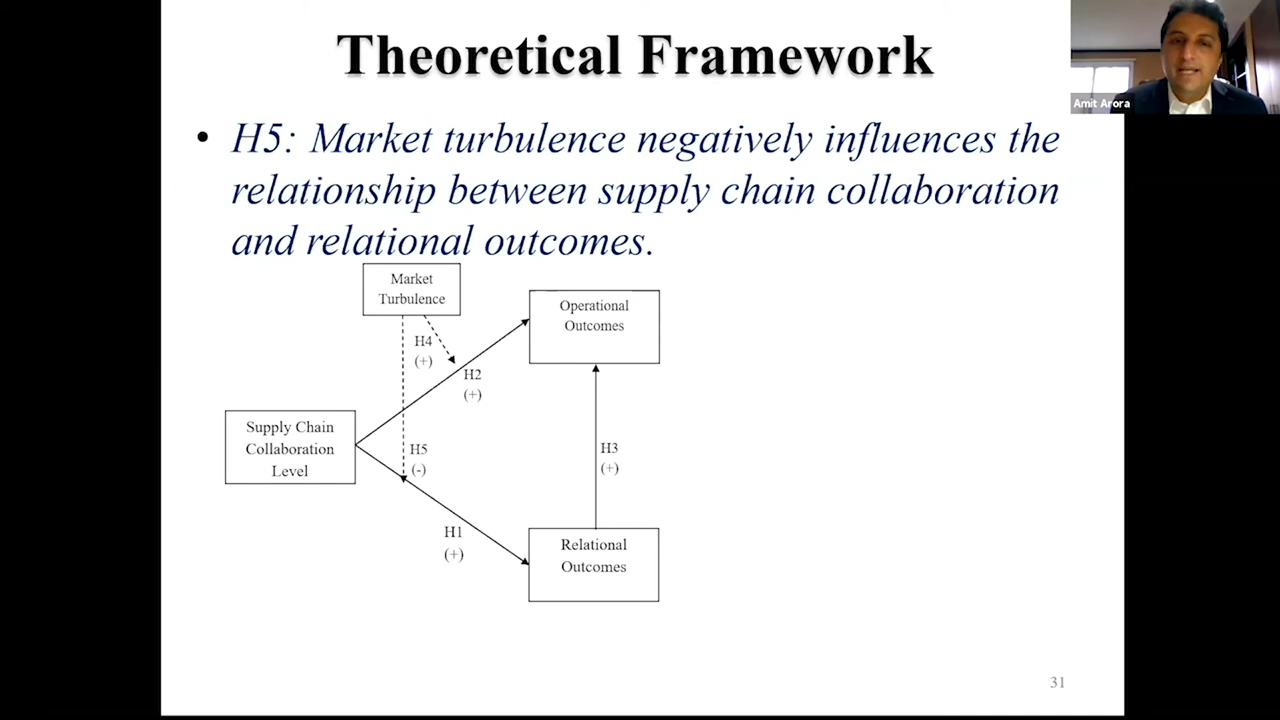 Theoretical Framework
Amit Arora
• H5: Market turbulence negatively influences the
relationship between supply chain collaboration
and relational outcomes.
Market
Turbulence
Operational
Outcomes
H4
(+)
H2
(+)
Supply Chain
Collaboration
Level
H5
(-)
H3
(+)
H1
(+)
Relational
Outcomes
31